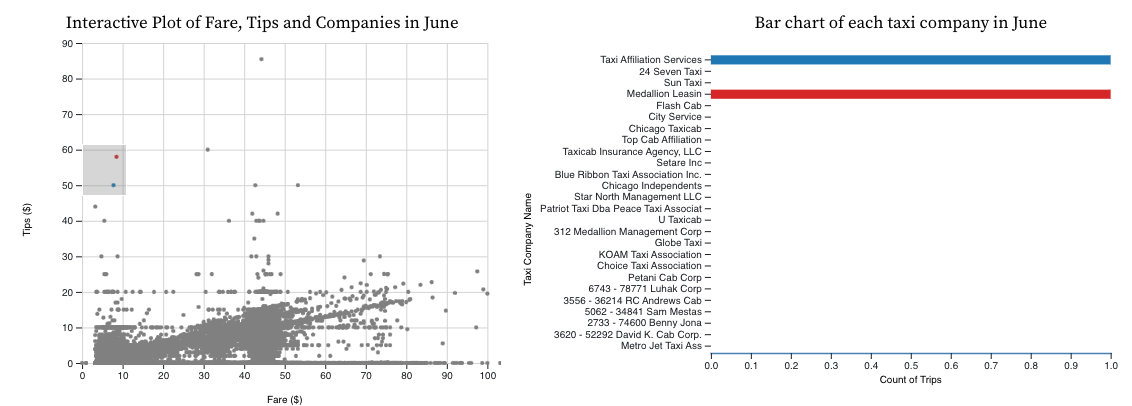 Interactive Plot of Fare, Tips and Companies in June
90
80
70
60
50
40
30
20
10
0
Tips ($)
0 10 20 30 40 50 60 70 80 90 100
Fare ($)
Bar chart of each taxi company in June
Taxi Company Name
Taxi Affiliation Services
24 Seven Taxi
Sun Taxi
Medallion Leasin
Flash Cab
City Service
Chicago Taxicab
Top Cab Affiliation
Taxicab Insurance Agency, LLC
Setare Inc
Blue Ribbon Taxi Association Inc.
Chicago Independents
Star North Management LLC
Patriot Taxi Dba Peace Taxi Associat
U Taxicab
312 Medallion Management Corp
Globe Taxi
KOAM Taxi Association
Choice Taxi Association
Petani Cab Corp
6743 - 78771 Luhak Corp
3556 - 36214 RC Andrews Cab
5062 - 34841 Sam Mestas
2733 - 74600 Benny Jona
3620 - 52292 David K. Cab Corp.
Metro Jet Taxi Ass
0.0 0.1 0.2 0.3 0.4 0.5 0.6 0.7 0.8 0.9 1.0
Count of Trips